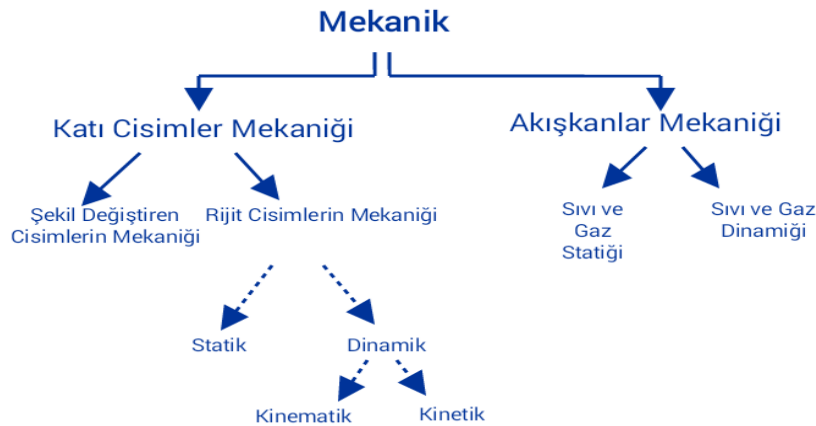 Mekanik
Katı Cisimler Mekaniği
Akışkanlar Mekaniği
Şekil Değiştiren
Cisimlerin Mekaniği
Rijit Cisimlerin Mekaniği
Sıvı ve
Gaz
Statiği
Sıvı ve Gaz
Dinamiği
Statik
Dinamik
Kinematik
Kinetik